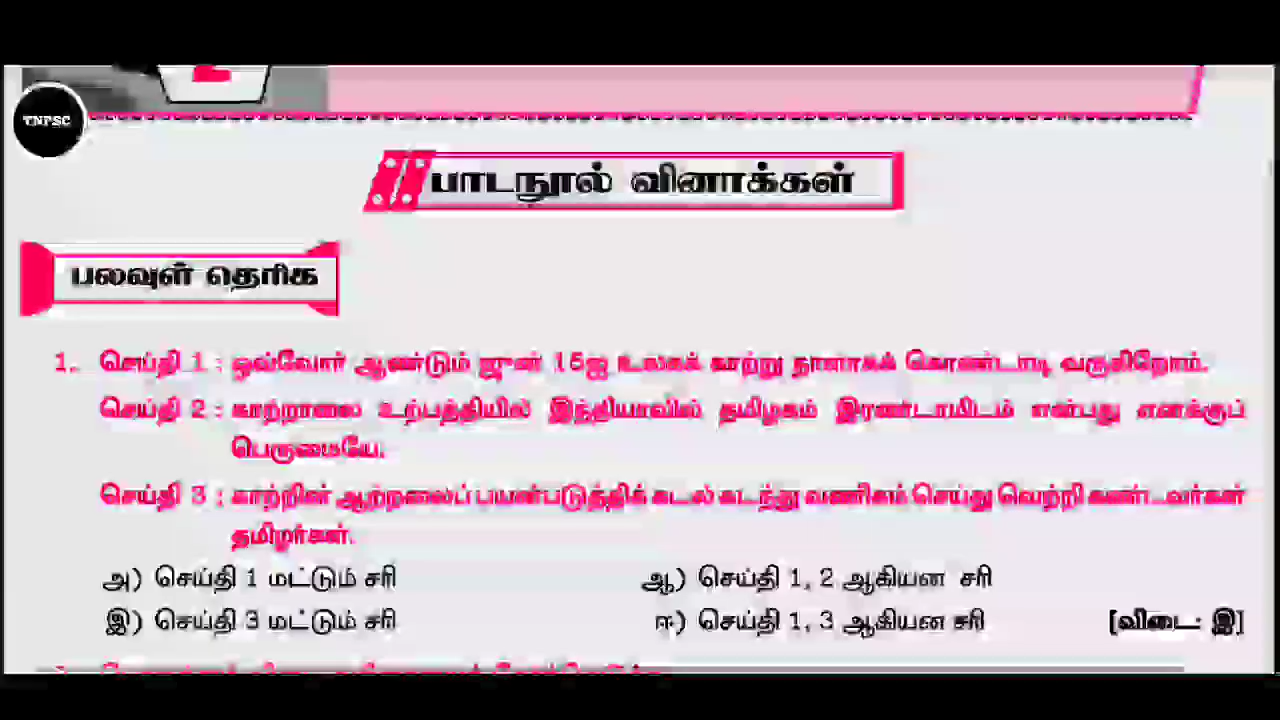 TNPSC
பாடநூல் வினாக்கள்
பலவுள் தெரிக
1. செய்தி 1 : ஒவ்வோர் ஆண்டும் ஜுன் 15ஐ உலகக் காற்று நாளாகக் கொண்டாடி வருகிறோம்.
செய்தி 2 : காற்றாலை உற்பத்தியில் இந்தியாவில் தமிழகம் இரண்டாமிடம் என்பது எனக்குப்
பெருமையே.
செய்தி 3 : காற்றின் ஆற்றலைப் பயன்படுத்திக் கடல் கடந்து வணிகம் செய்து வெற்றி கண்டவர்கள்
தமிழர்கள்.
அ) செய்தி 1 மட்டும் சரி ஆ) செய்தி 1, 2 ஆகியன சரி
இ) செய்தி 3 மட்டும் சரி ஈ) செய்தி 1, 3 ஆகியன சரி [விடை: இ]